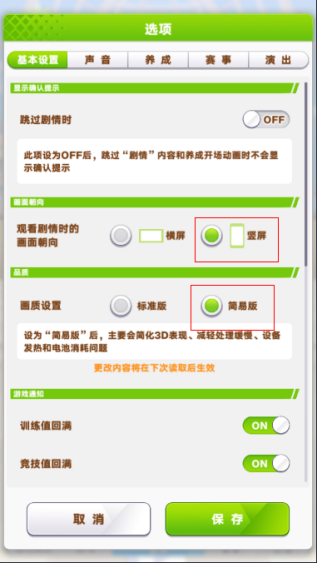 选项
基本设置 声音 养成 赛事 演出
显示确认提示
跳过剧情时 OFF
此项设为OFF后，跳过“剧情”内容和养成开场动画时不会显
示确认提示
画面朝向
观看剧情时的
画面朝向 横屏 竖屏
品质
画质设置 标准版 简易版
设为“简易版”后，主要会简化3D表现、减轻处理缓慢、设备
发热和电池消耗问题
更改内容将在下次读取后生效
游戏通知
训练值回满 ON
竞技值回满 ON
取消 保存